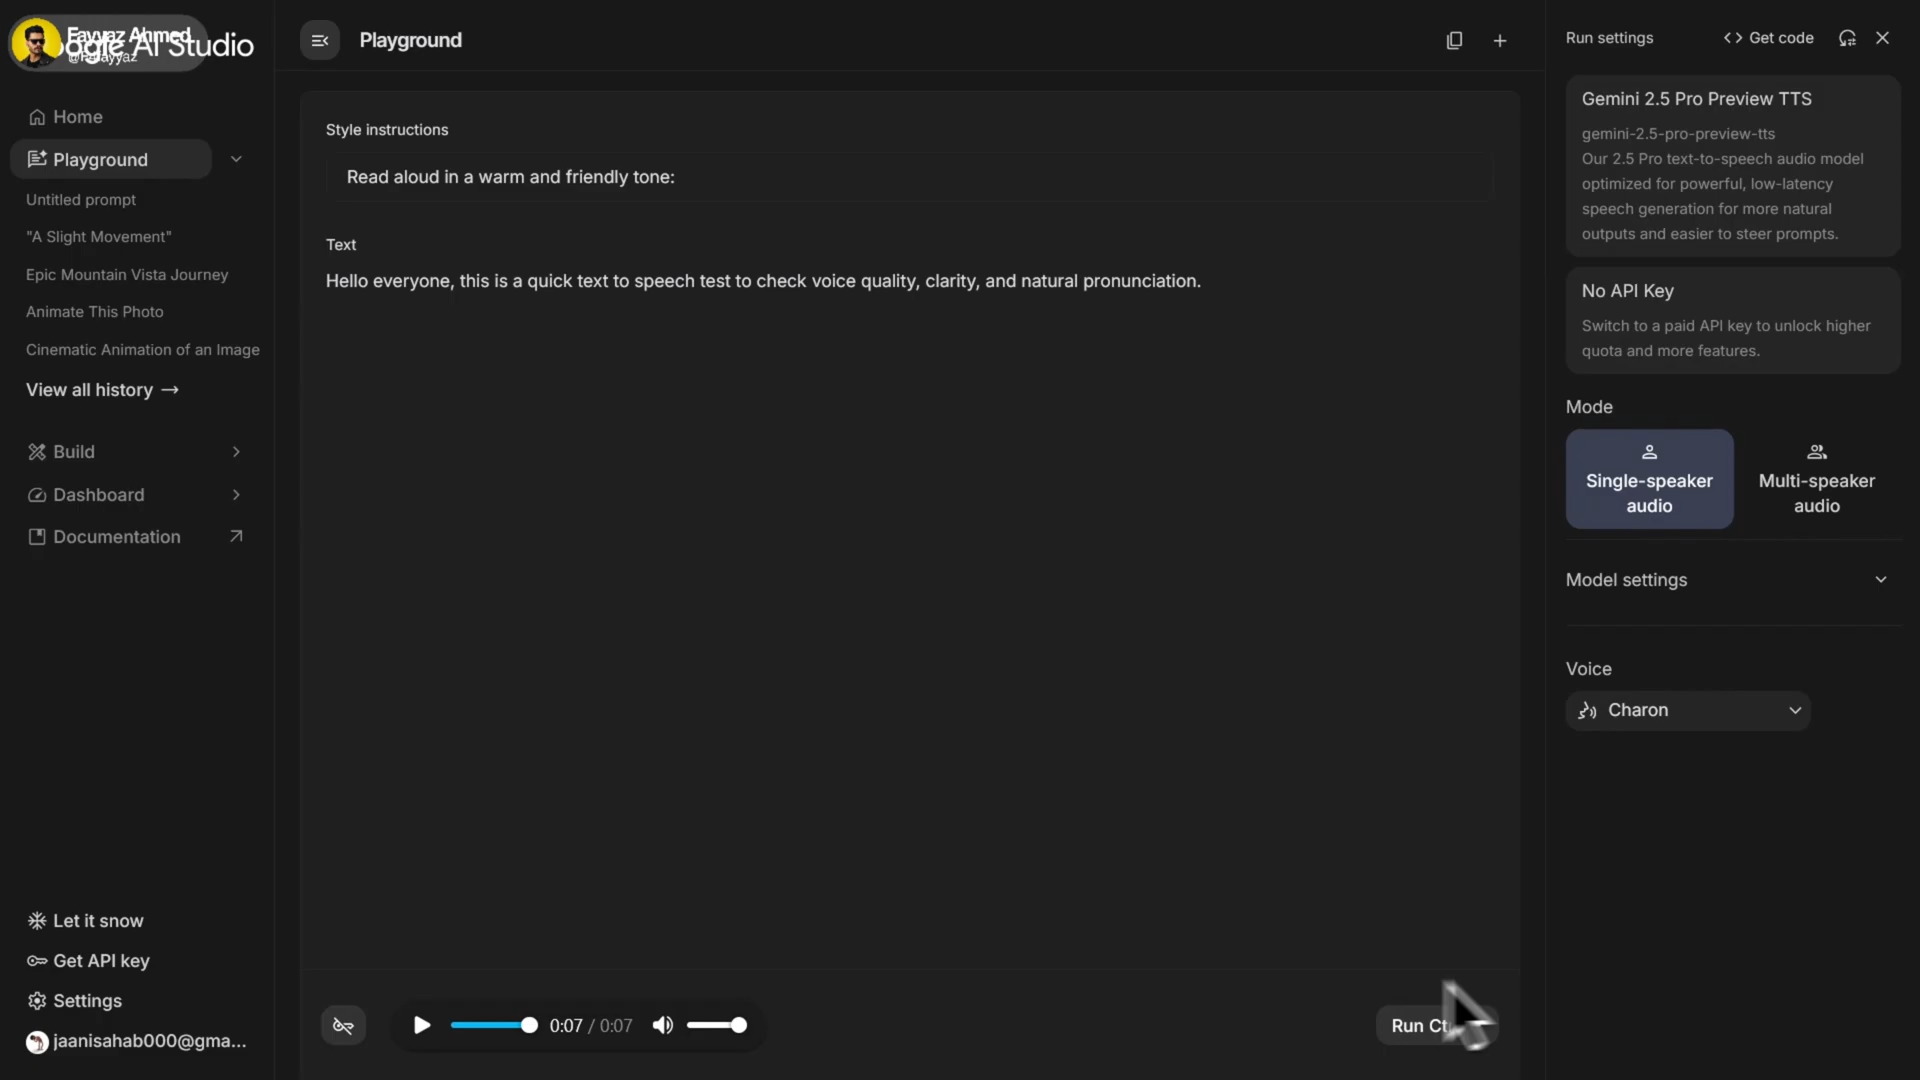 Fayyaz Ahmed
ogle AI Studio
Home
Playground
Untitled prompt
"A Slight Movement"
Epic Mountain Vista Journey
Animate This Photo
Cinematic Animation of an Image
View all history →
Build
Dashboard
Documentation
Let it snow
Get API key
Settings
jaanisahab000@gma...
Playground
Style instructions
Read aloud in a warm and friendly tone:
Text
Hello everyone, this is a quick text to speech test to check voice quality, clarity, and natural pronunciation.
0:07 / 0:07
Run Ct
Run settings
<> Get code
Gemini 2.5 Pro Preview TTS
gemini-2.5-pro-preview-tts
Our 2.5 Pro text-to-speech audio model
optimized for powerful, low-latency
speech generation for more natural
outputs and easier to steer prompts.
No API Key
Switch to a paid API key to unlock higher
quota and more features.
Mode
Single-speaker
audio
Multi-speaker
audio
Model settings
Voice
Charon